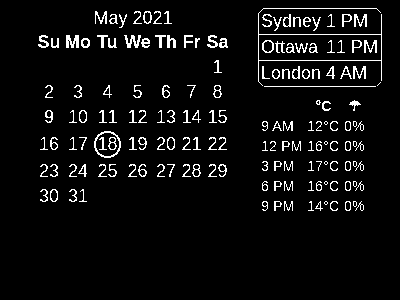 May 2021
Su Mo Tu We Th Fr Sa
1
2 3 4 5 6 7 8
9 10 11 12 13 14 15
16 17 18 19 20 21 22
23 24 25 26 27 28 29
30 31
Sydney 1 PM
Ottawa 11 PM
London 4 AM
°C ☂
9 AM 12°C 0%
12 PM 16°C 0%
3 PM 17°C 0%
6 PM 16°C 0%
9 PM 14°C 0%